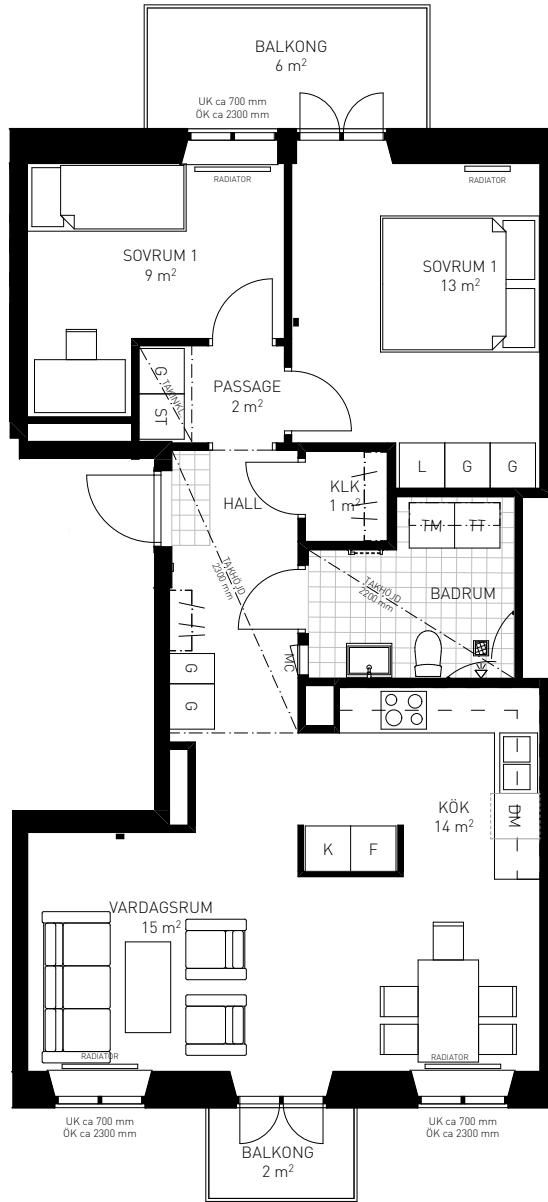 BALKONG
6 m²
UK ca 700 mm
ÖK ca 2300 mm
RADIATOR
RADIATOR
SOVRUM 1
9 m²
SOVRUM 1
13 m²
G
TAKINKL
ST
PASSAGE
2 m²
L
G
G
HALL
KLK
1 m²
TM
TT
TAKHÖJD
2300 mm
TAKHÖJD
2200 mm
BADRUM
G
G
MC
KÖK
14 m²
DM
K
F
VARDAGSRUM
15 m²
RADIATOR
RADIATOR
UK ca 700 mm
ÖK ca 2300 mm
UK ca 700 mm
ÖK ca 2300 mm
BALKONG
2 m²